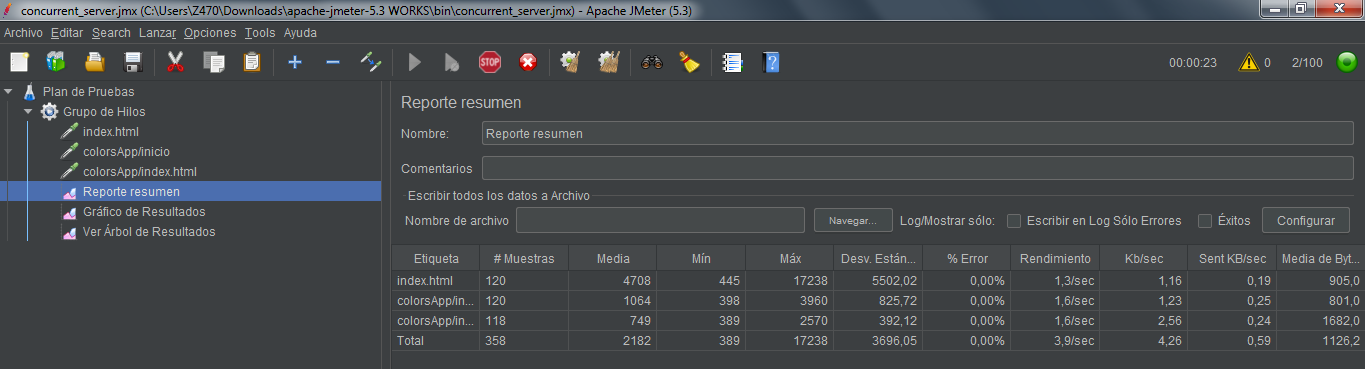 concurrent_server.jmx (C:\Users\Z470\Downloads\apache-jmeter-5.3 WORKS\bin\concurrent_server.jmx) - Apache JMeter (5.3)
Archivo Editar Search Lanzar Opciones Tools Ayuda
STOP 00:00:23 0 2/100
Plan de Pruebas
Grupo de Hilos
index.html
colorsApp/inicio
colorsApp/index.html
Reporte resumen
Gráfico de Resultados
Ver Árbol de Resultados
Reporte resumen
Nombre: Reporte resumen
Comentarios
Escribir todos los datos a Archivo
Nombre de archivo Navegar... Log/Mostrar sólo: Escribir en Log Sólo Errores Éxitos Configurar
Etiqueta # Muestras Media Mín Máx Desv. Están... % Error Rendimiento Kb/sec Sent KB/sec Media de Byt...
index.html 120 4708 445 17238 5502,02 0,00% 1,3/sec 1,16 0,19 905,0
colorsApp/in... 120 1064 398 3960 825,72 0,00% 1,6/sec 1,23 0,25 801,0
colorsApp/in... 118 749 389 2570 392,12 0,00% 1,6/sec 2,56 0,24 1682,0
Total 358 2182 389 17238 3696,05 0,00% 3,9/sec 4,26 0,59 1126,2